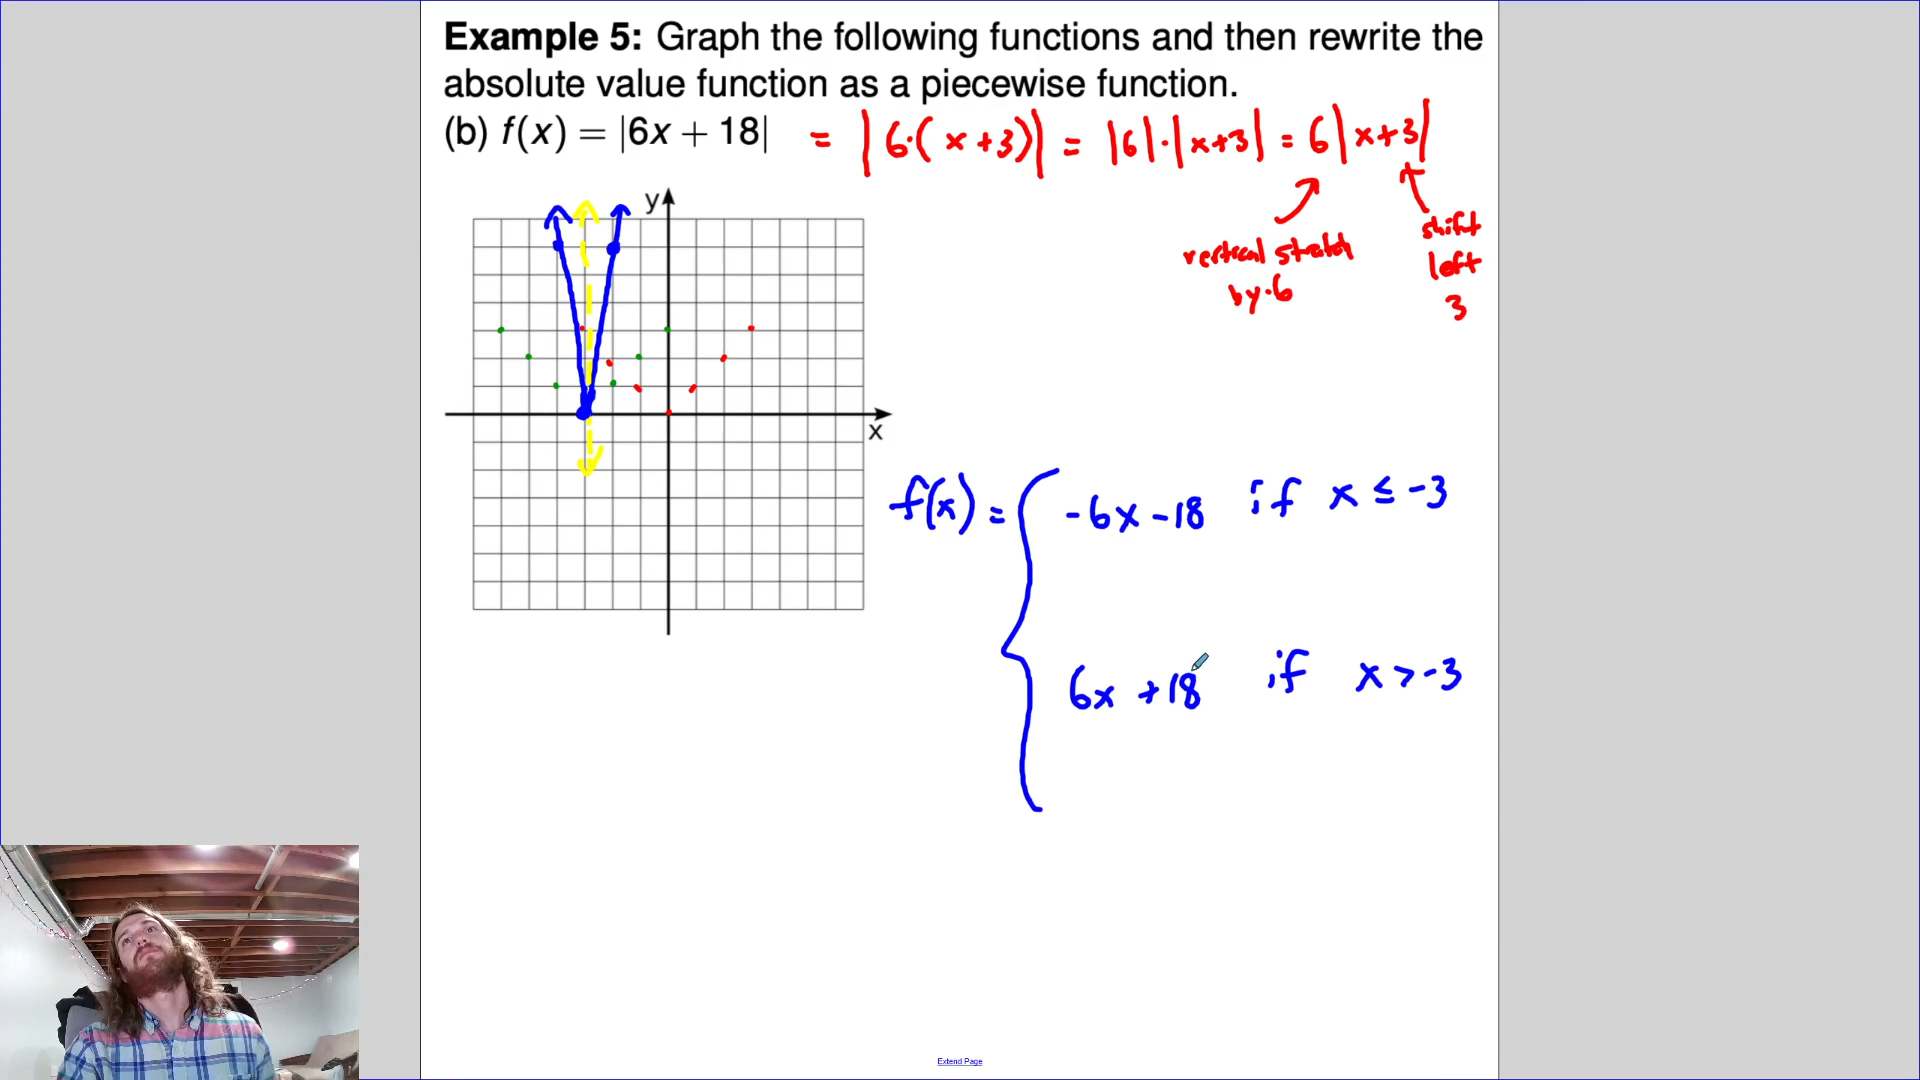 Example 5: Graph the following functions and then rewrite the
absolute value function as a piecewise function.
(b) f(x) = |6x + 18| = |6·(x+3)| = |6|·|x+3| = 6|x+3|
vertical stretch
by·6
shift
left
3
y
x
f(x) = { -6x -18 if x ≤ -3
6x +18 if x > -3
Extend Page